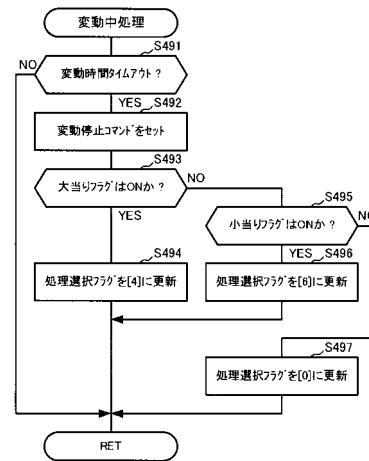 変動中処理
S491
NO
変動時間タイムアウト？
YES
S492
変動停止コマンドをセット
S493
大当りフラグはONか？
NO
S495
YES
小当りフラグはONか？
NO
YES
S494
S496
処理選択フラグを[4]に更新
処理選択フラグを[6]に更新
S497
処理選択フラグを[0]に更新
RET